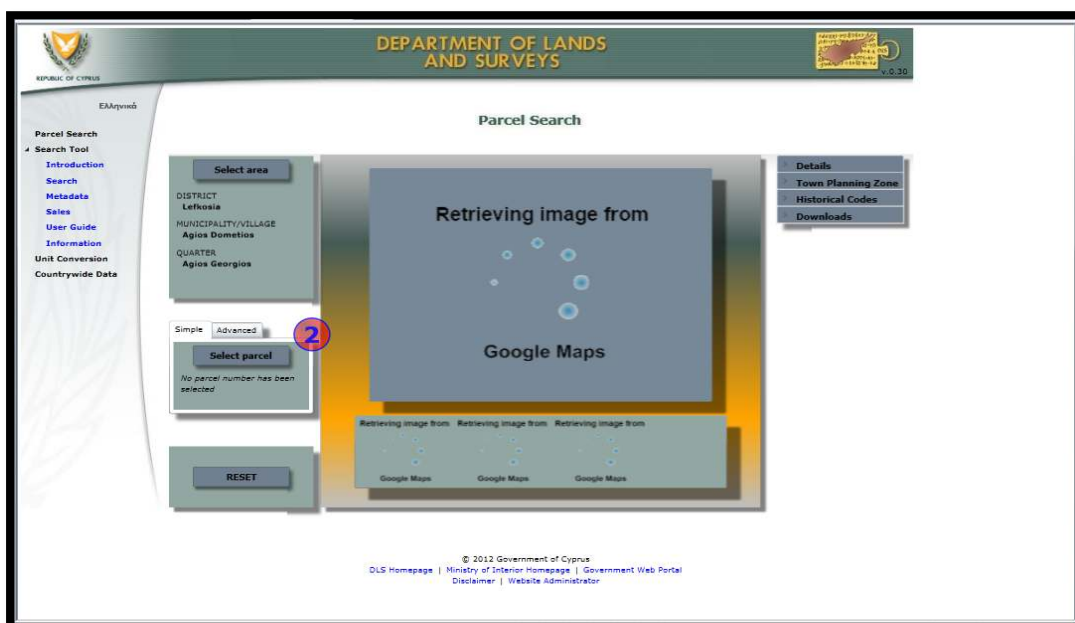 REPUBLIC OF CYPRUS
DEPARTMENT OF LANDS
AND SURVEYS
v.0.30
Ελληνικά
Parcel Search
Search Tool
Introduction
Search
Metadata
Sales
User Guide
Information
Unit Conversion
Countrywide Data
Parcel Search
Select area
DISTRICT
Lefkosia
MUNICIPALITY/VILLAGE
Agios Dometios
QUARTER
Agios Georgios
Simple Advanced
2
Select parcel
No parcel number has been
selected
RESET
Retrieving image from
Google Maps
Retrieving image from Retrieving image from Retrieving image from
Google Maps Google Maps Google Maps
Details
Town Planning Zone
Historical Codes
Downloads
© 2012 Government of Cyprus
DLS Homepage | Ministry of Interior Homepage | Government Web Portal
Disclaimer | Website Administrator